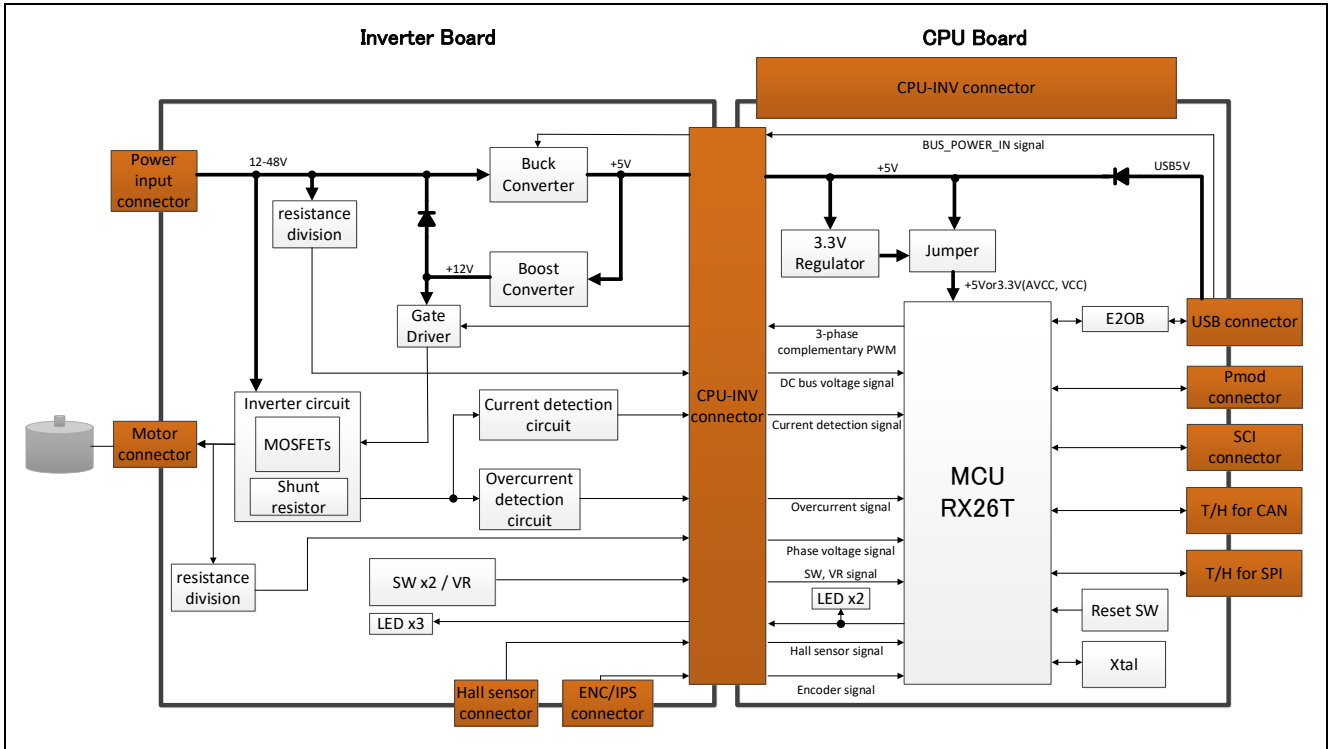 Inverter Board
CPU Board
CPU-INV connector
BUS_POWER_IN signal
Power
input
connector
12-48V
Buck
Converter
+5V
+5V
USB5V
resistance
division
3.3V
Regulator
Jumper
+12V
Boost
Converter
+5Vor3.3V(AVCC, VCC)
Gate
Driver
E2OB
USB connector
3-phase
complementary PWM
DC bus voltage signal
Pmod
connector
CPU-INV
connector
Inverter circuit
MOSFETs
Shunt
resistor
Current detection
circuit
Current detection signal
Motor
connector
SCI
connector
MCU
RX26T
Overcurrent
detection
circuit
Overcurrent signal
T/H for CAN
Phase voltage signal
resistance
division
SW x2 / VR
SW, VR signal
T/H for SPI
LED x2
LED x3
Reset SW
Hall sensor signal
Xtal
Hall sensor
connector
ENC/IPS
connector
Encoder signal